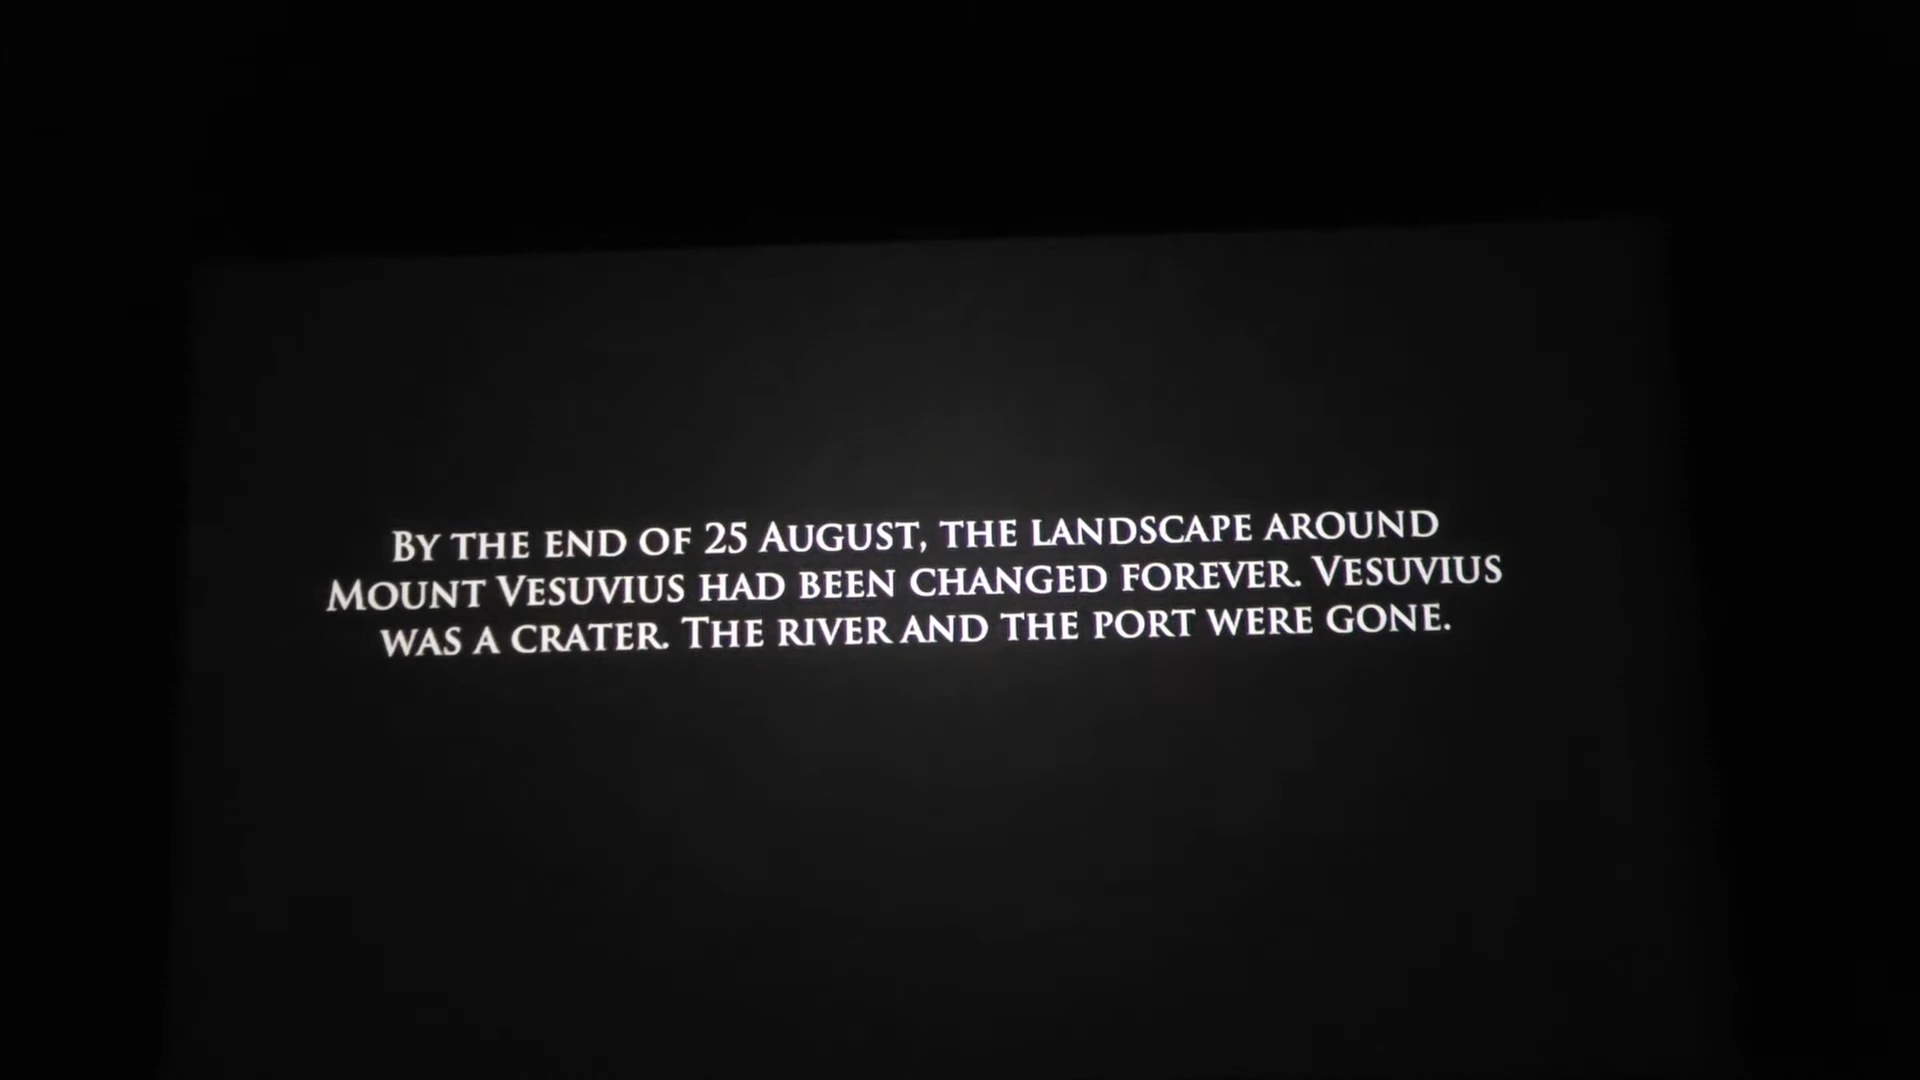 By the end of 25 August, the landscape around
Mount Vesuvius had been changed forever. Vesuvius
was a crater. The river and the port were gone.